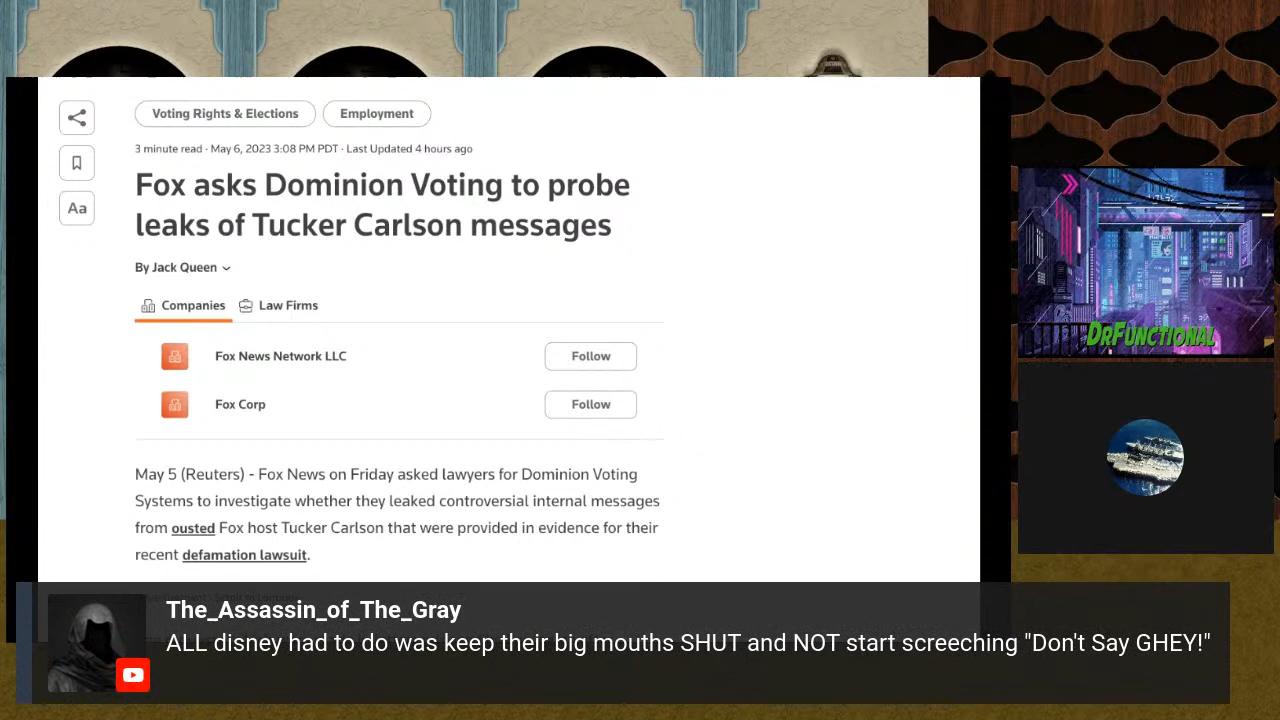 Voting Rights & Elections
Employment
3 minute read · May 6, 2023 3:08 PM PDT · Last Updated 4 hours ago
Fox asks Dominion Voting to probe
leaks of Tucker Carlson messages
By Jack Queen
Companies
Law Firms
Fox News Network LLC
Follow
Fox Corp
Follow
May 5 (Reuters) - Fox News on Friday asked lawyers for Dominion Voting
Systems to investigate whether they leaked controversial internal messages
from ousted Fox host Tucker Carlson that were provided in evidence for their
recent defamation lawsuit.
Aa
DRFUNCTIONAL
The_Assassin_of_The_Gray
ALL disney had to do was keep their big mouths SHUT and NOT start screeching "Don't Say GHEY!"